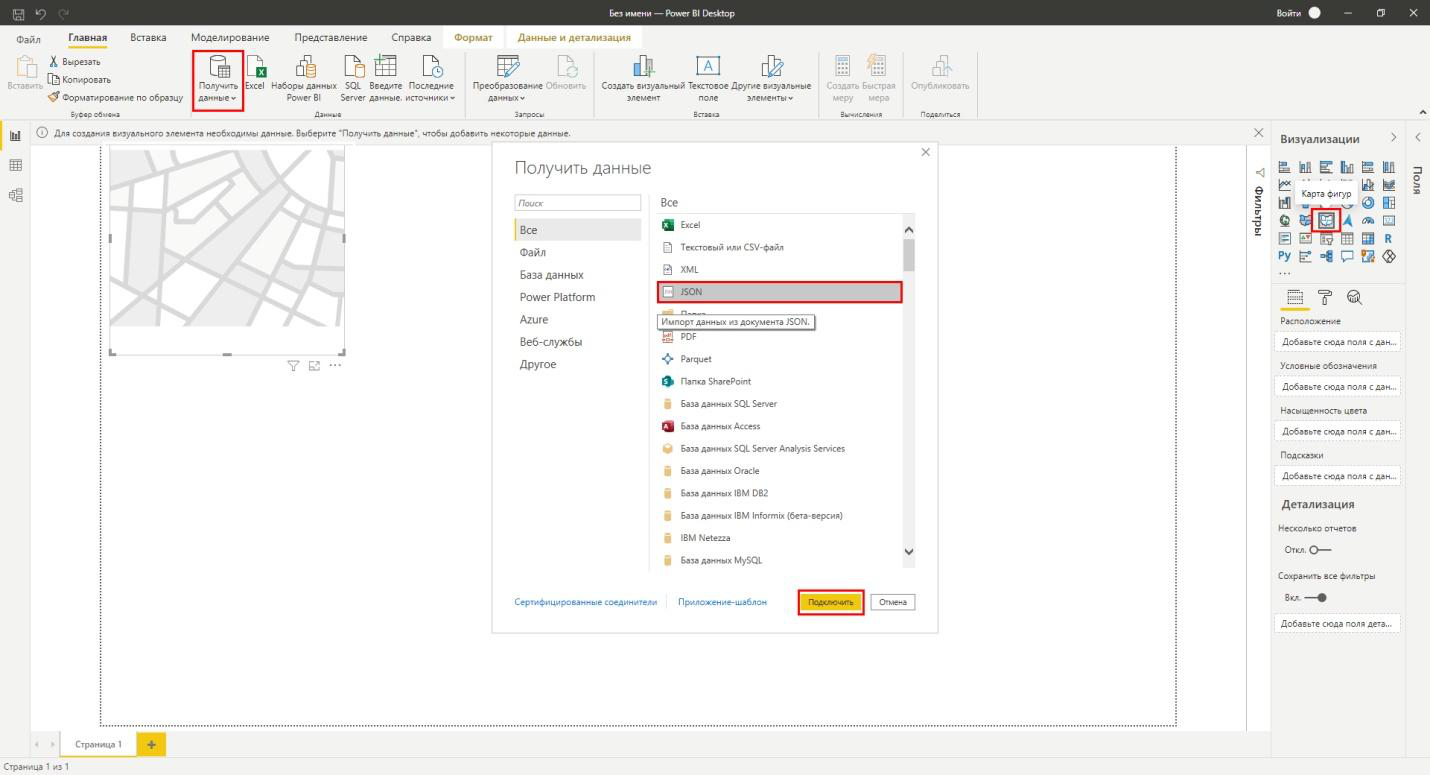 Без имени — Power BI Desktop
Войти
Файл
Главная
Вставка
Моделирование
Представление
Справка
Формат
Данные и детализация
Вставить
Вырезать
Копировать
Форматирование по образцу
Буфер обмена
Получить данные
Excel
Наборы данных Power BI
SQL Server
Введите данные.
Последние источники
Данные
Преобразование данных
Обновить
Запросы
Создать визуальный элемент
Текстовое поле
Другие визуальные элементы
Вставка
Создать меру
Быстрая мера
Вычисления
Опубликовать
Поделиться
Для создания визуального элемента необходимы данные. Выберите "Получить данные", чтобы добавить некоторые данные.
Получить данные
Поиск
Все
Файл
База данных
Power Platform
Azure
Веб-службы
Другое
Все
Excel
Текстовый или CSV-файл
XML
JSON
Папка
Импорт данных из документа JSON.
PDF
Parquet
Папка SharePoint
База данных SQL Server
База данных Access
База данных SQL Server Analysis Services
База данных Oracle
База данных IBM DB2
База данных IBM Informix (бета-версия)
IBM Netezza
База данных MySQL
Сертифицированные соединители
Приложение-шаблон
Подключить
Отмена
Фильтры
Визуализации
Карта фигур
R
Py
Поля
Расположение
Добавьте сюда поля с дан...
Условные обозначения
Добавьте сюда поля с дан...
Насыщенность цвета
Добавьте сюда поля с дан...
Подсказки
Добавьте сюда поля с дан...
Детализация
Несколько отчетов
Откл.
Сохранить все фильтры
Вкл.
Добавьте сюда поля дета...
Страница 1
Страница 1 из 1